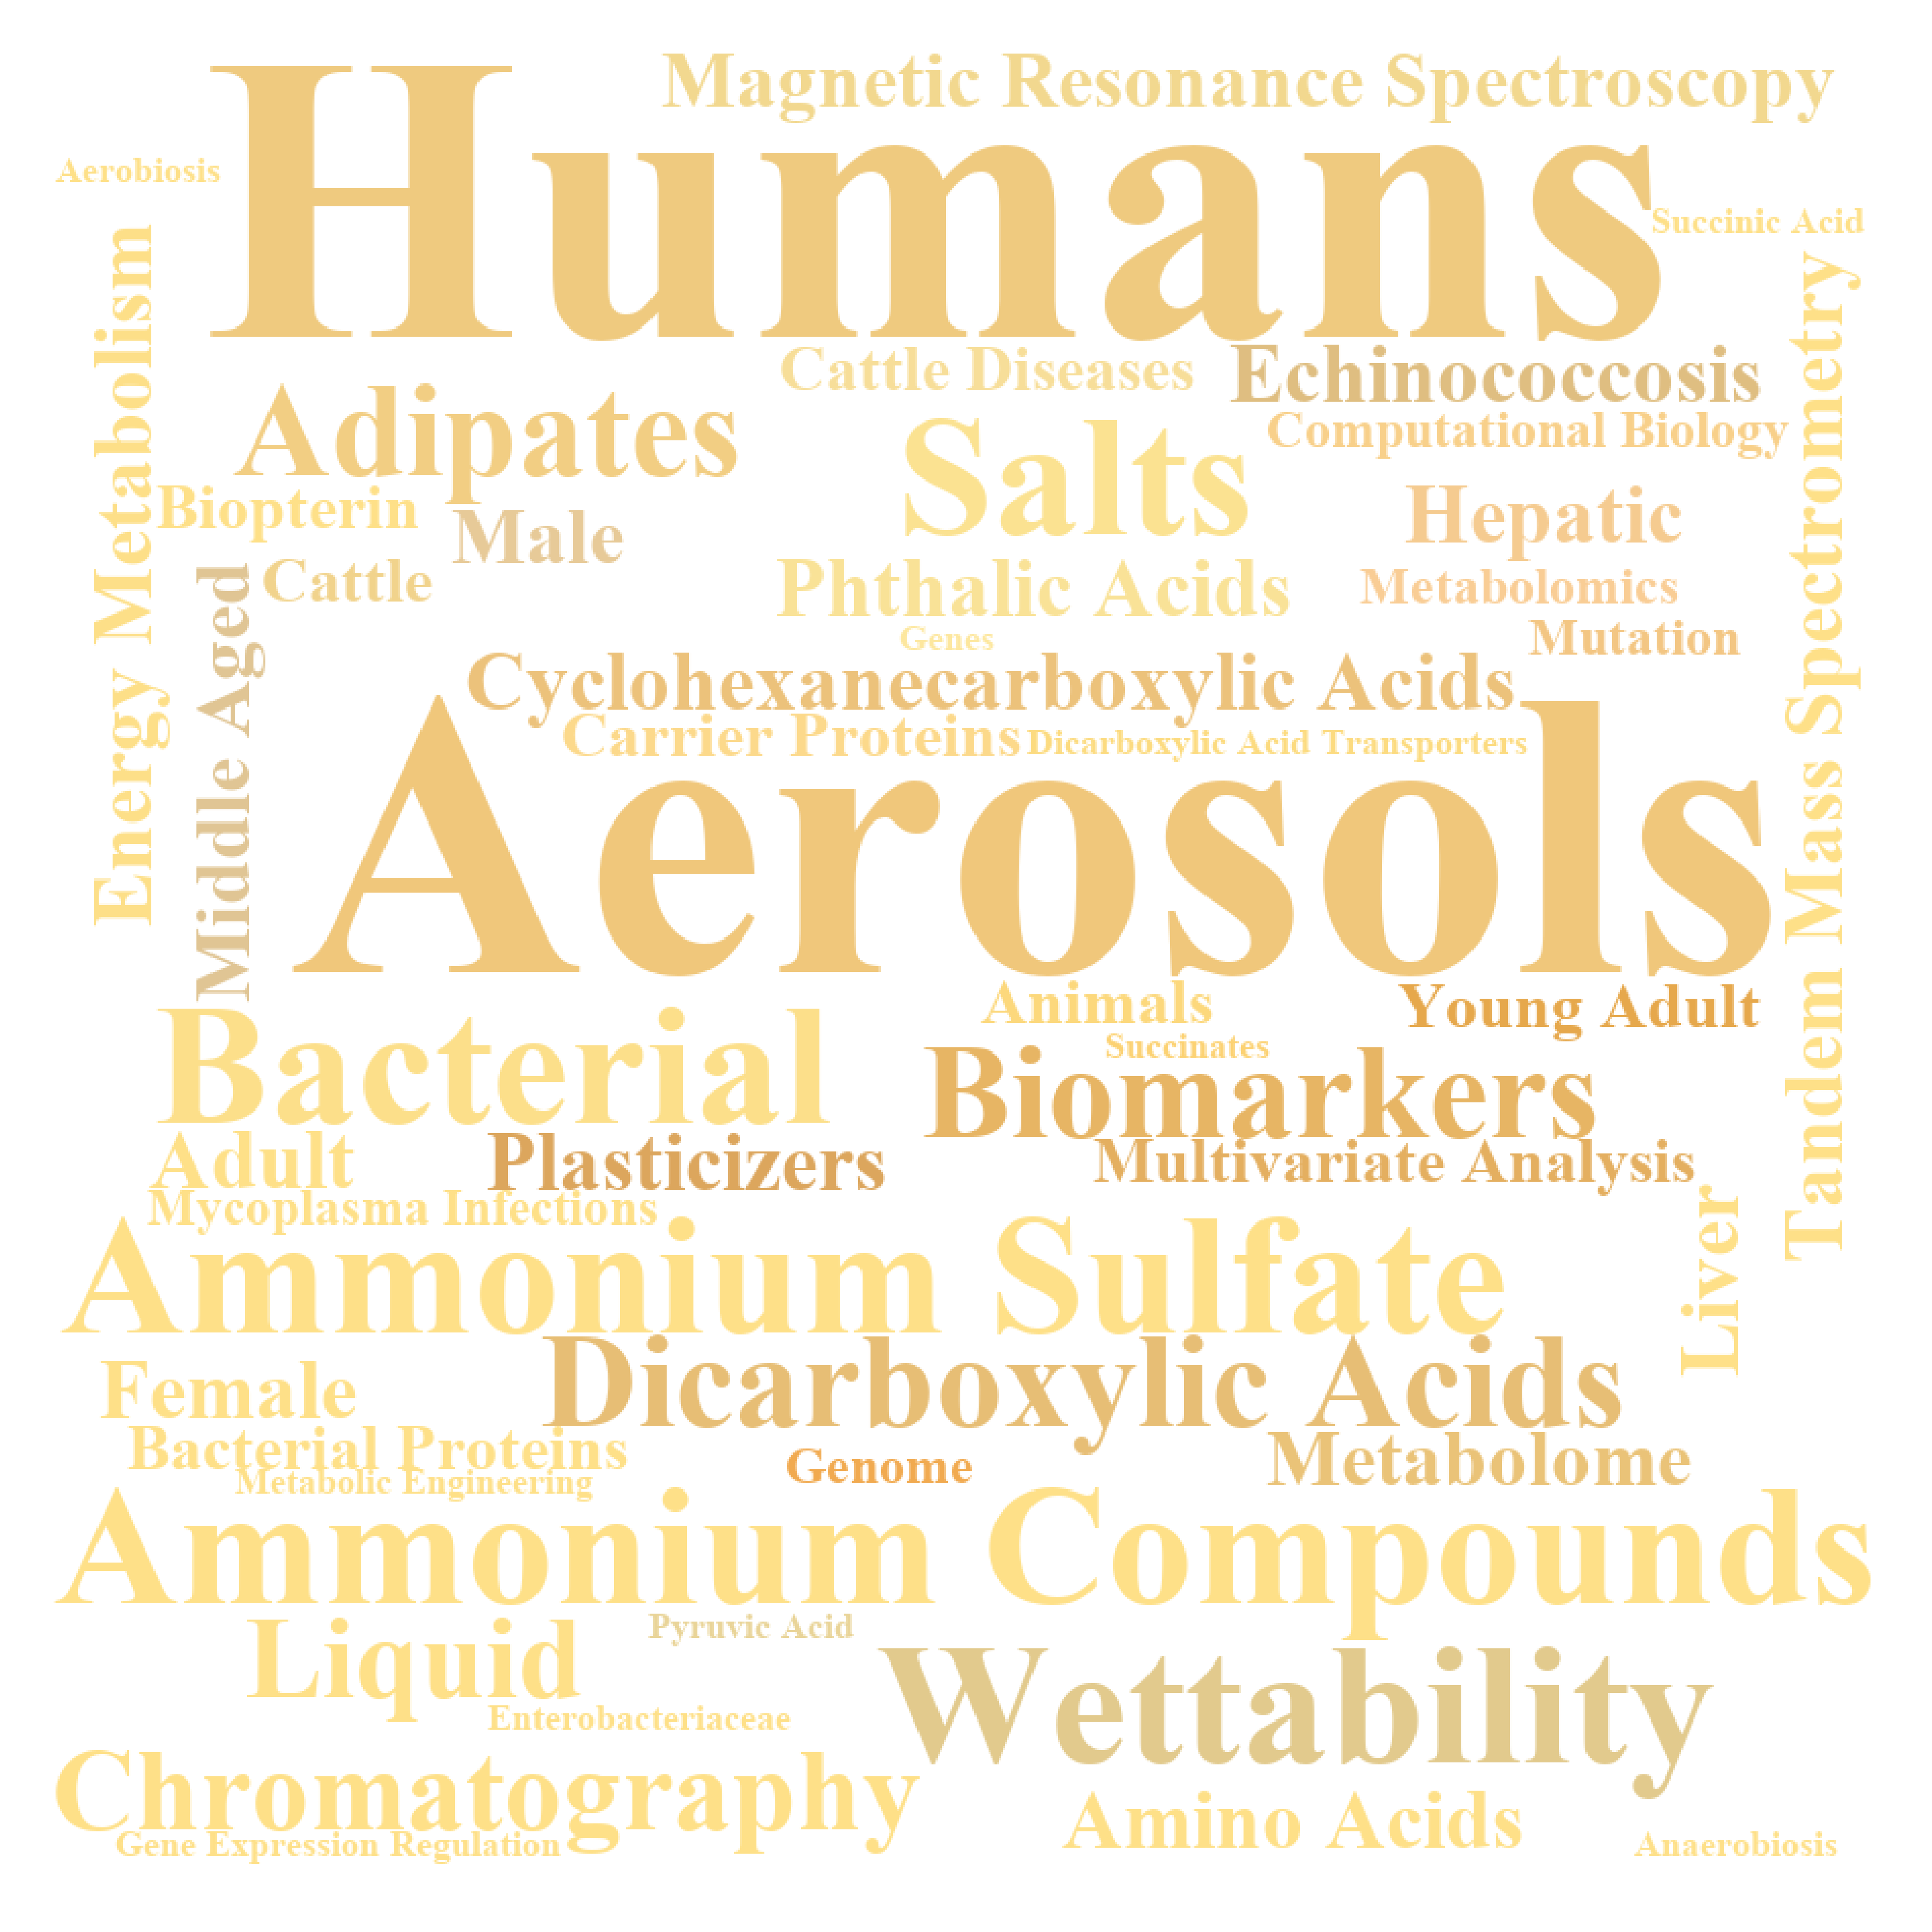 Magnetic Resonance Spectroscopy
Humans
Aerobiosis
Succinic Acid
Energy Metabolism
Tandem Mass Spectrometry
Cattle Diseases
Echinococcosis
Adipates
Salts
Computational Biology
Biopterin
Male
Hepatic
Cattle
Middle Aged
Phthalic Acids
Metabolomics
Genes
Mutation
Cyclohexanecarboxylic Acids
Carrier Proteins
Dicarboxylic Acid Transporters
Aerosols
Animals
Young Adult
Bacterial
Succinates
Biomarkers
Adult
Plasticizers
Multivariate Analysis
Mycoplasma Infections
Liver
Ammonium Sulfate
Dicarboxylic Acids
Female
Bacterial Proteins
Genome
Metabolome
Metabolic Engineering
Ammonium Compounds
Liquid
Pyruvic Acid
Wettability
Enterobacteriaceae
Chromatography
Amino Acids
Gene Expression Regulation
Anaerobiosis